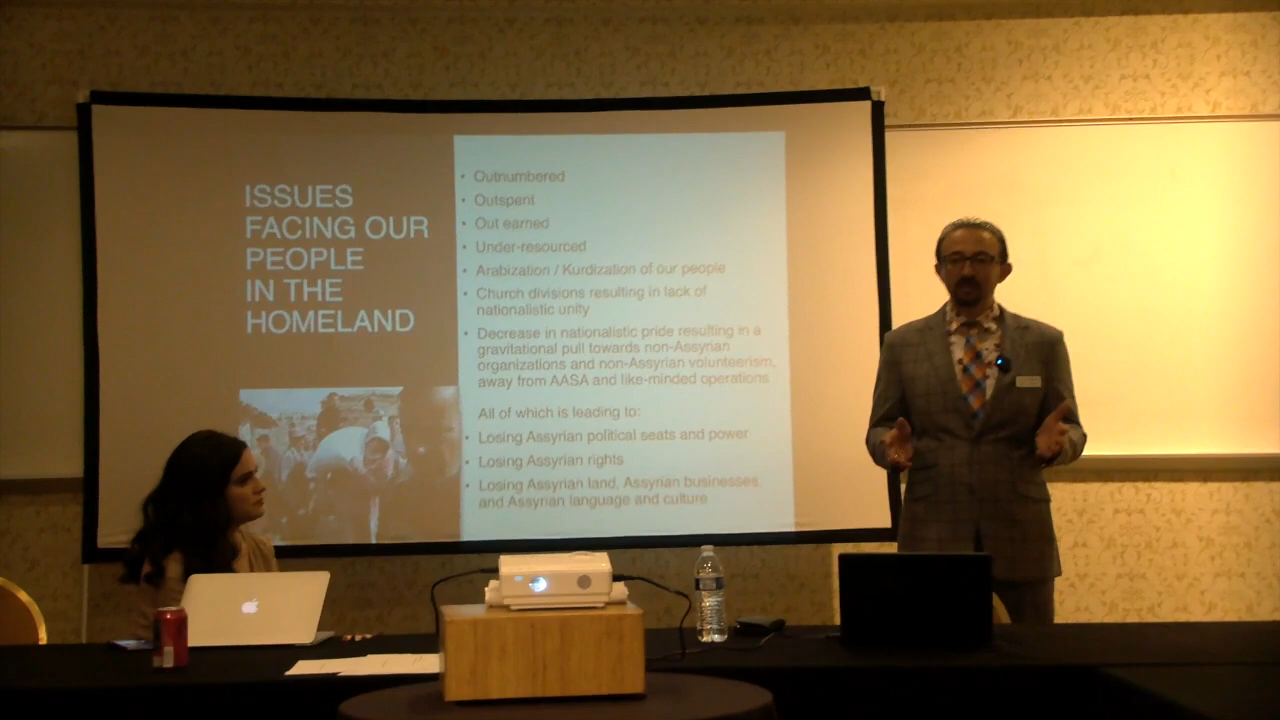 ISSUES
FACING OUR
PEOPLE
IN THE
HOMELAND
• Outnumbered
• Outspent
• Out earned
• Under-resourced
• Arabization / Kurdization of our people
• Church divisions resulting in lack of
nationalistic unity
• Decrease in nationalistic pride resulting in a
gravitational pull towards non-Assyrian
organizations and non-Assyrian volunteerism,
away from AASA and like-minded operations
All of which is leading to:
• Losing Assyrian political seats and power
• Losing Assyrian rights
• Losing Assyrian land, Assyrian businesses,
and Assyrian language and culture